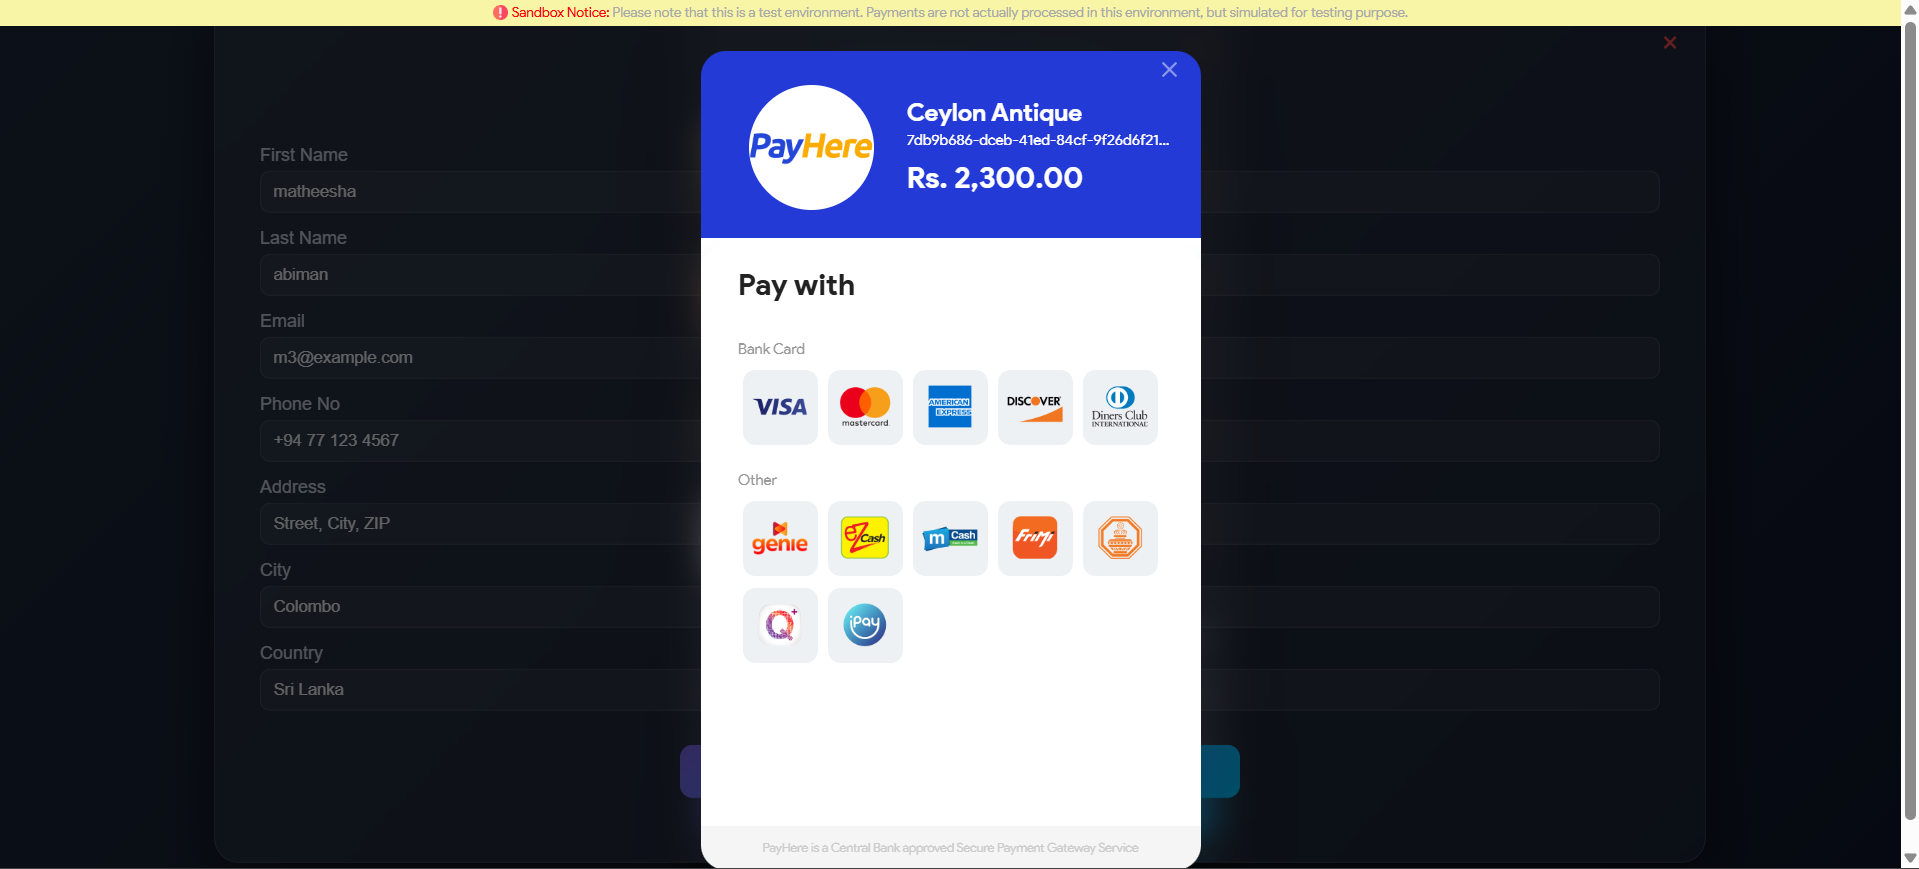 Sandbox Notice: Please note that this is a test environment. Payments are not actually processed in this environment, but simulated for testing purpose.
PayHere
Ceylon Antique
7db9b686-dceb-41ed-84cf-9f26d6f21...
Rs. 2,300.00
First Name
matheesha
Last Name
abiman
Email
m3@example.com
Phone No
+94 77 123 4567
Address
Street, City, ZIP
City
Colombo
Country
Sri Lanka
Pay with
Bank Card
VISA
mastercard
AMERICAN EXPRESS
DISCOVER
Diners Club
INTERNATIONAL
Other
genie
eZ Cash
m Cash
FriMi
Q+
iPay
PayHere is a Central Bank approved Secure Payment Gateway Service